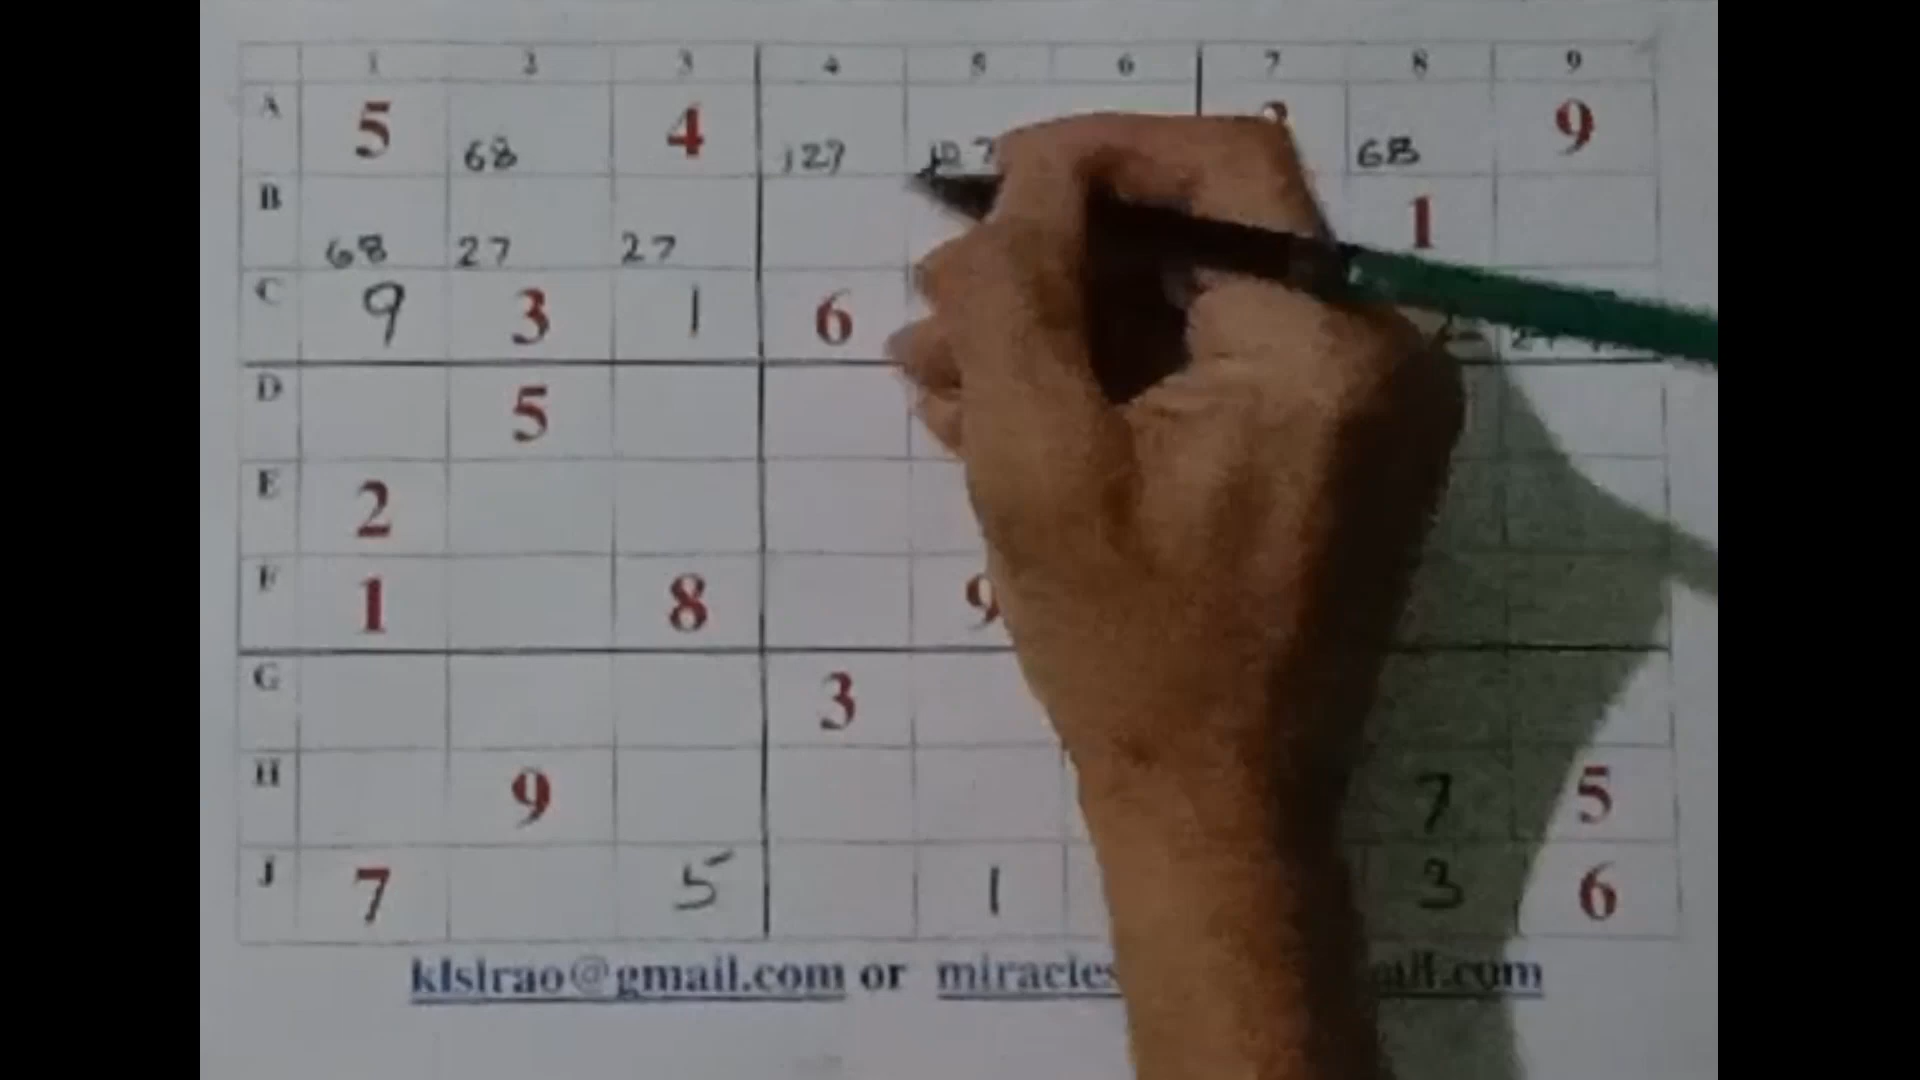 1 2 3 4 5 6 7 8 9
A 5 68 4 127 68 9
B 68 27 27 1
C 9 3 1 6
D 5
E 2
F 1 8 9
G 3
H 9 7 5
J 7 5 1 3 6
klslrao@gmail.com or